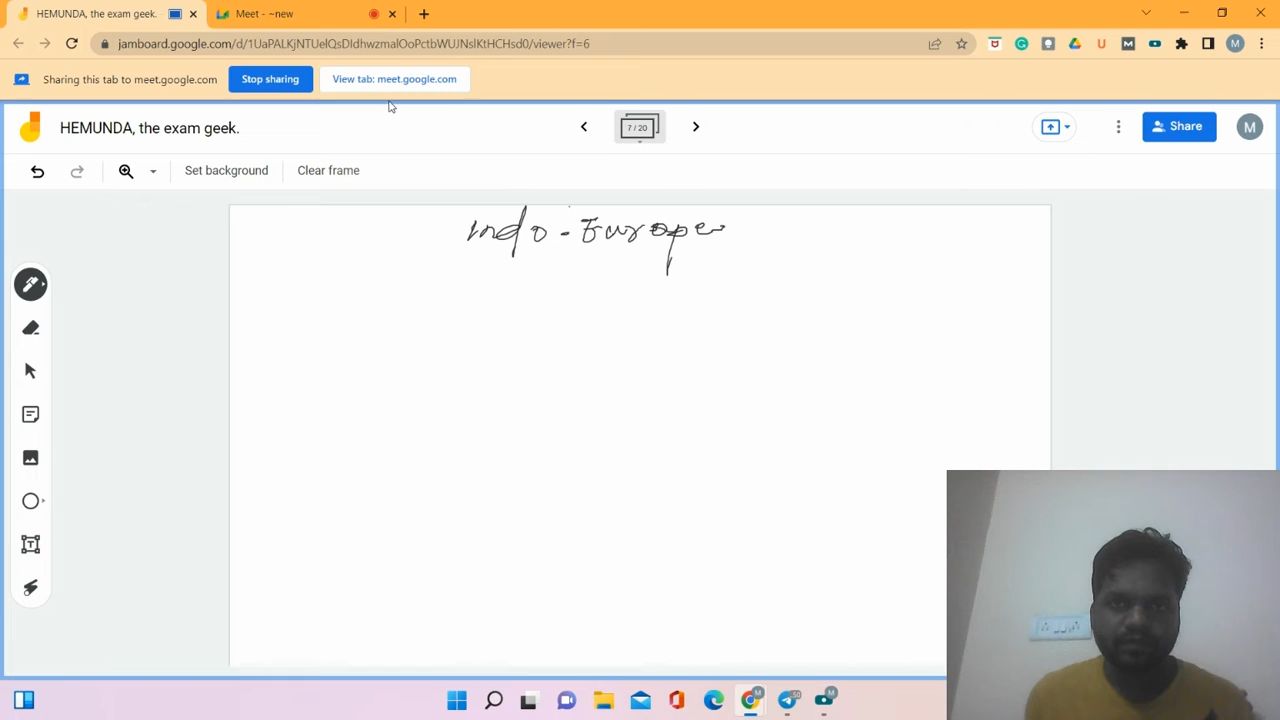 HEMUNDA, the exam geek.
Meet - ~new
jamboard.google.com/d/1UaPALKjNTUelQsDIdhwzmalOoPctbWUJNslKtHCHsd0/viewer?f=6
Sharing this tab to meet.google.com
Stop sharing
View tab: meet.google.com
HEMUNDA, the exam geek.
7 / 20
Share
M
Set background
Clear frame
Indo - Europe